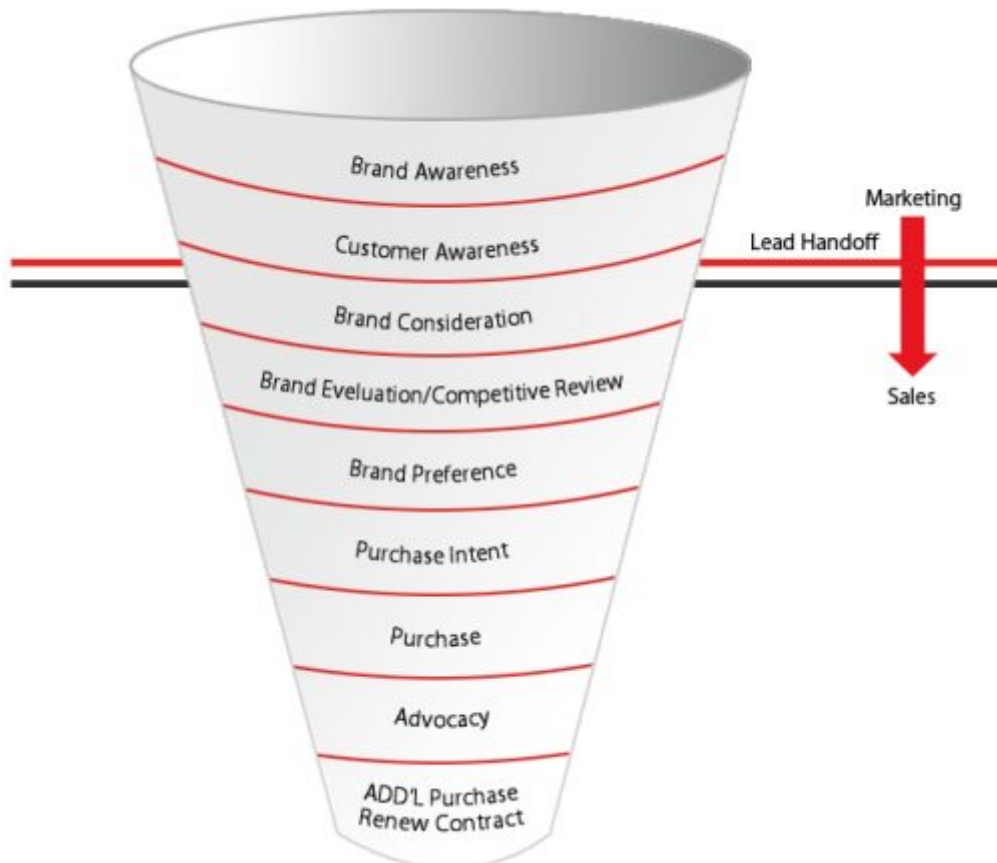 Brand Awareness
Marketing
Customer Awareness
Lead Handoff
Brand Consideration
Brand Eveluation/Competitive Review
Sales
Brand Preference
Purchase Intent
Purchase
Advocacy
ADD'L Purchase
Renew Contract